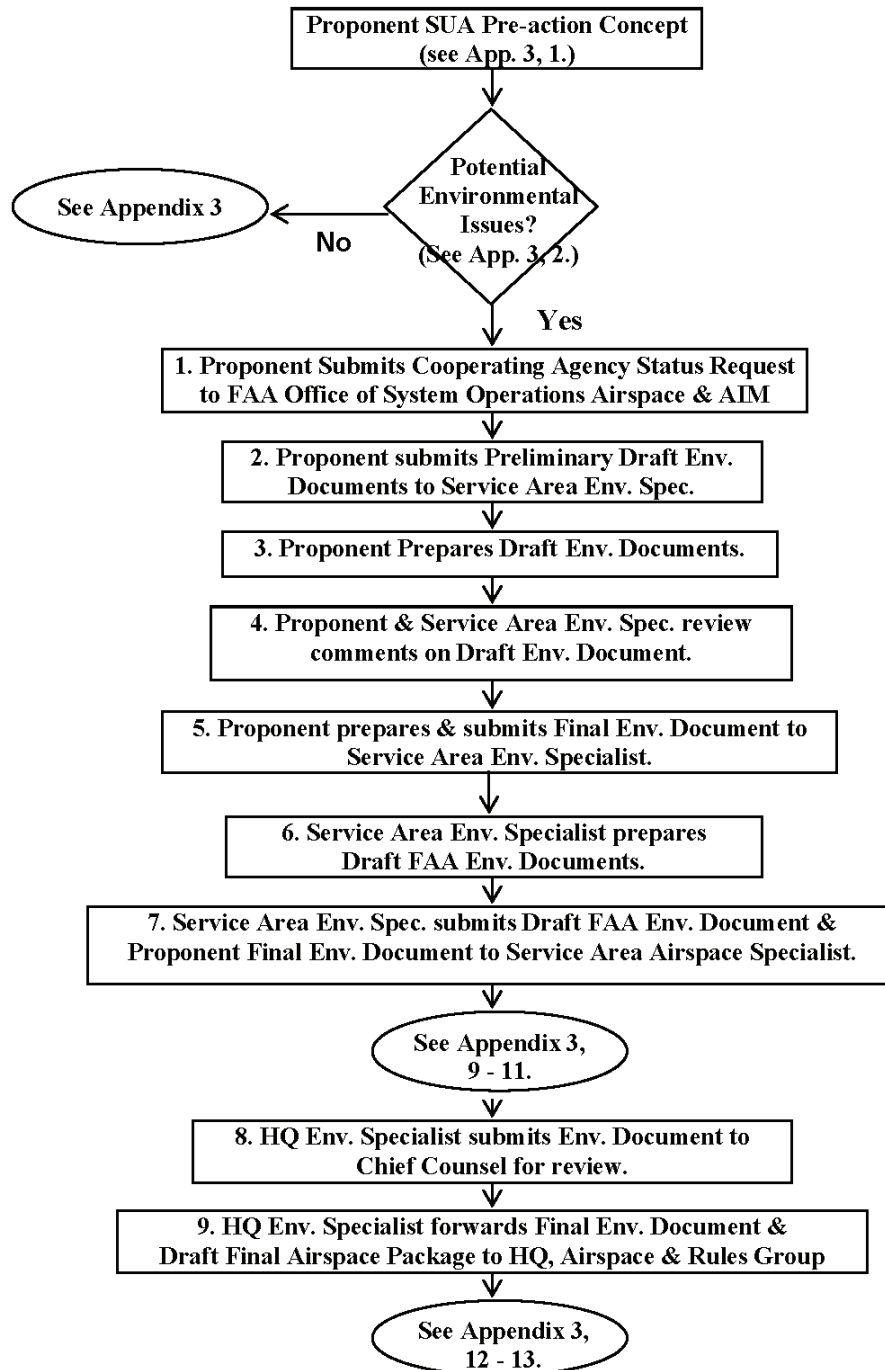 Proponent SUA Pre-action Concept
(see App. 3, 1.)
Potential
Environmental
Issues?
(See App. 3, 2.)
See Appendix 3
No
Yes
1. Proponent Submits Cooperating Agency Status Request
to FAA Office of System Operations Airspace & AIM
2. Proponent submits Preliminary Draft Env.
Documents to Service Area Env. Spec.
3. Proponent Prepares Draft Env. Documents.
4. Proponent & Service Area Env. Spec. review
comments on Draft Env. Document.
5. Proponent prepares & submits Final Env. Document to
Service Area Env. Specialist.
6. Service Area Env. Specialist prepares
Draft FAA Env. Documents.
7. Service Area Env. Spec. submits Draft FAA Env. Document &
Proponent Final Env. Document to Service Area Airspace Specialist.
See Appendix 3,
9 - 11.
8. HQ Env. Specialist submits Env. Document to
Chief Counsel for review.
9. HQ Env. Specialist forwards Final Env. Document &
Draft Final Airspace Package to HQ, Airspace & Rules Group
See Appendix 3,
12 - 13.